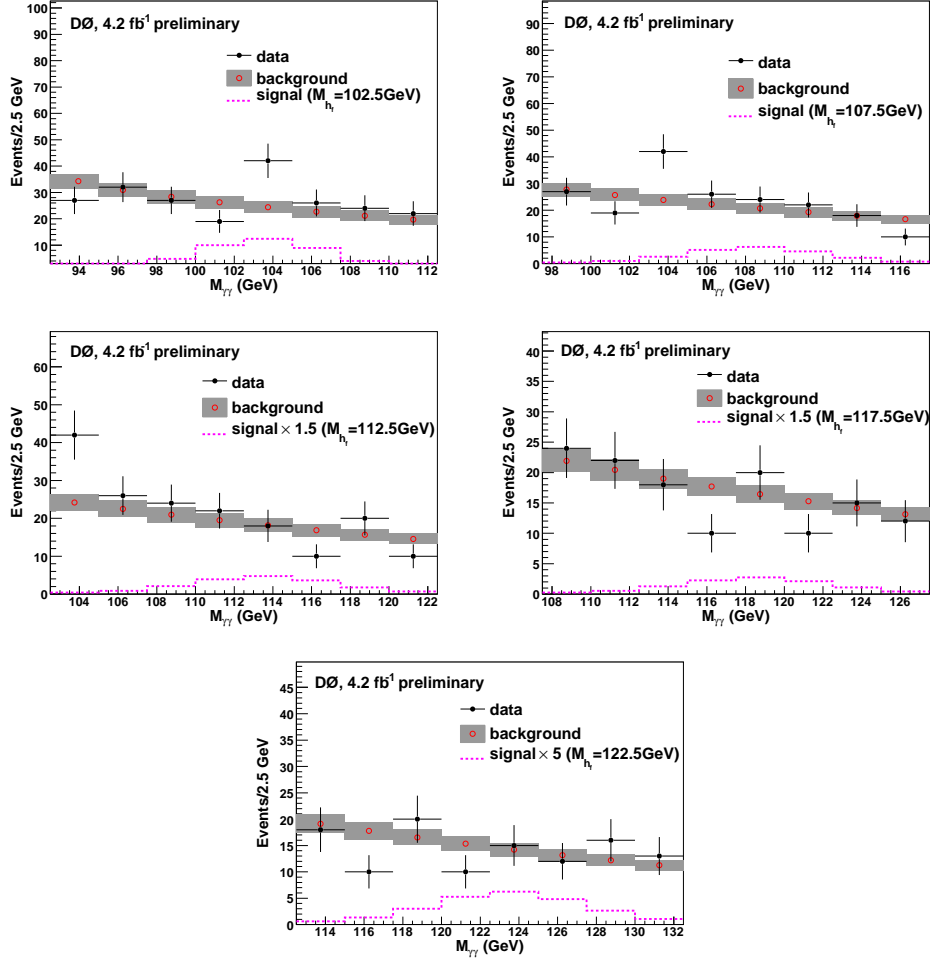 DØ, 4.2 fb⁻¹ preliminary
data
background
signal (M_hf=102.5GeV)
Events/2.5 GeV
100
90
80
70
60
50
40
30
20
10
94 96 98 100 102 104 106 108 110 112
M_γγ (GeV)
DØ, 4.2 fb⁻¹ preliminary
data
background
signal (M_hf=107.5GeV)
Events/2.5 GeV
90
80
70
60
50
40
30
20
10
0
98 100 102 104 106 108 110 112 114 116
M_γγ (GeV)
DØ, 4.2 fb⁻¹ preliminary
data
background
signal × 1.5 (M_hf=112.5GeV)
Events/2.5 GeV
60
50
40
30
20
10
0
104 106 108 110 112 114 116 118 120 122
M_γγ (GeV)
DØ, 4.2 fb⁻¹ preliminary
data
background
signal × 1.5 (M_hf=117.5GeV)
Events/2.5 GeV
40
35
30
25
20
15
10
5
0
108 110 112 114 116 118 120 122 124 126
M_γγ (GeV)
DØ, 4.2 fb⁻¹ preliminary
data
background
signal × 5 (M_hf=122.5GeV)
Events/2.5 GeV
45
40
35
30
25
20
15
10
5
0
114 116 118 120 122 124 126 128 130 132
M_γγ (GeV)